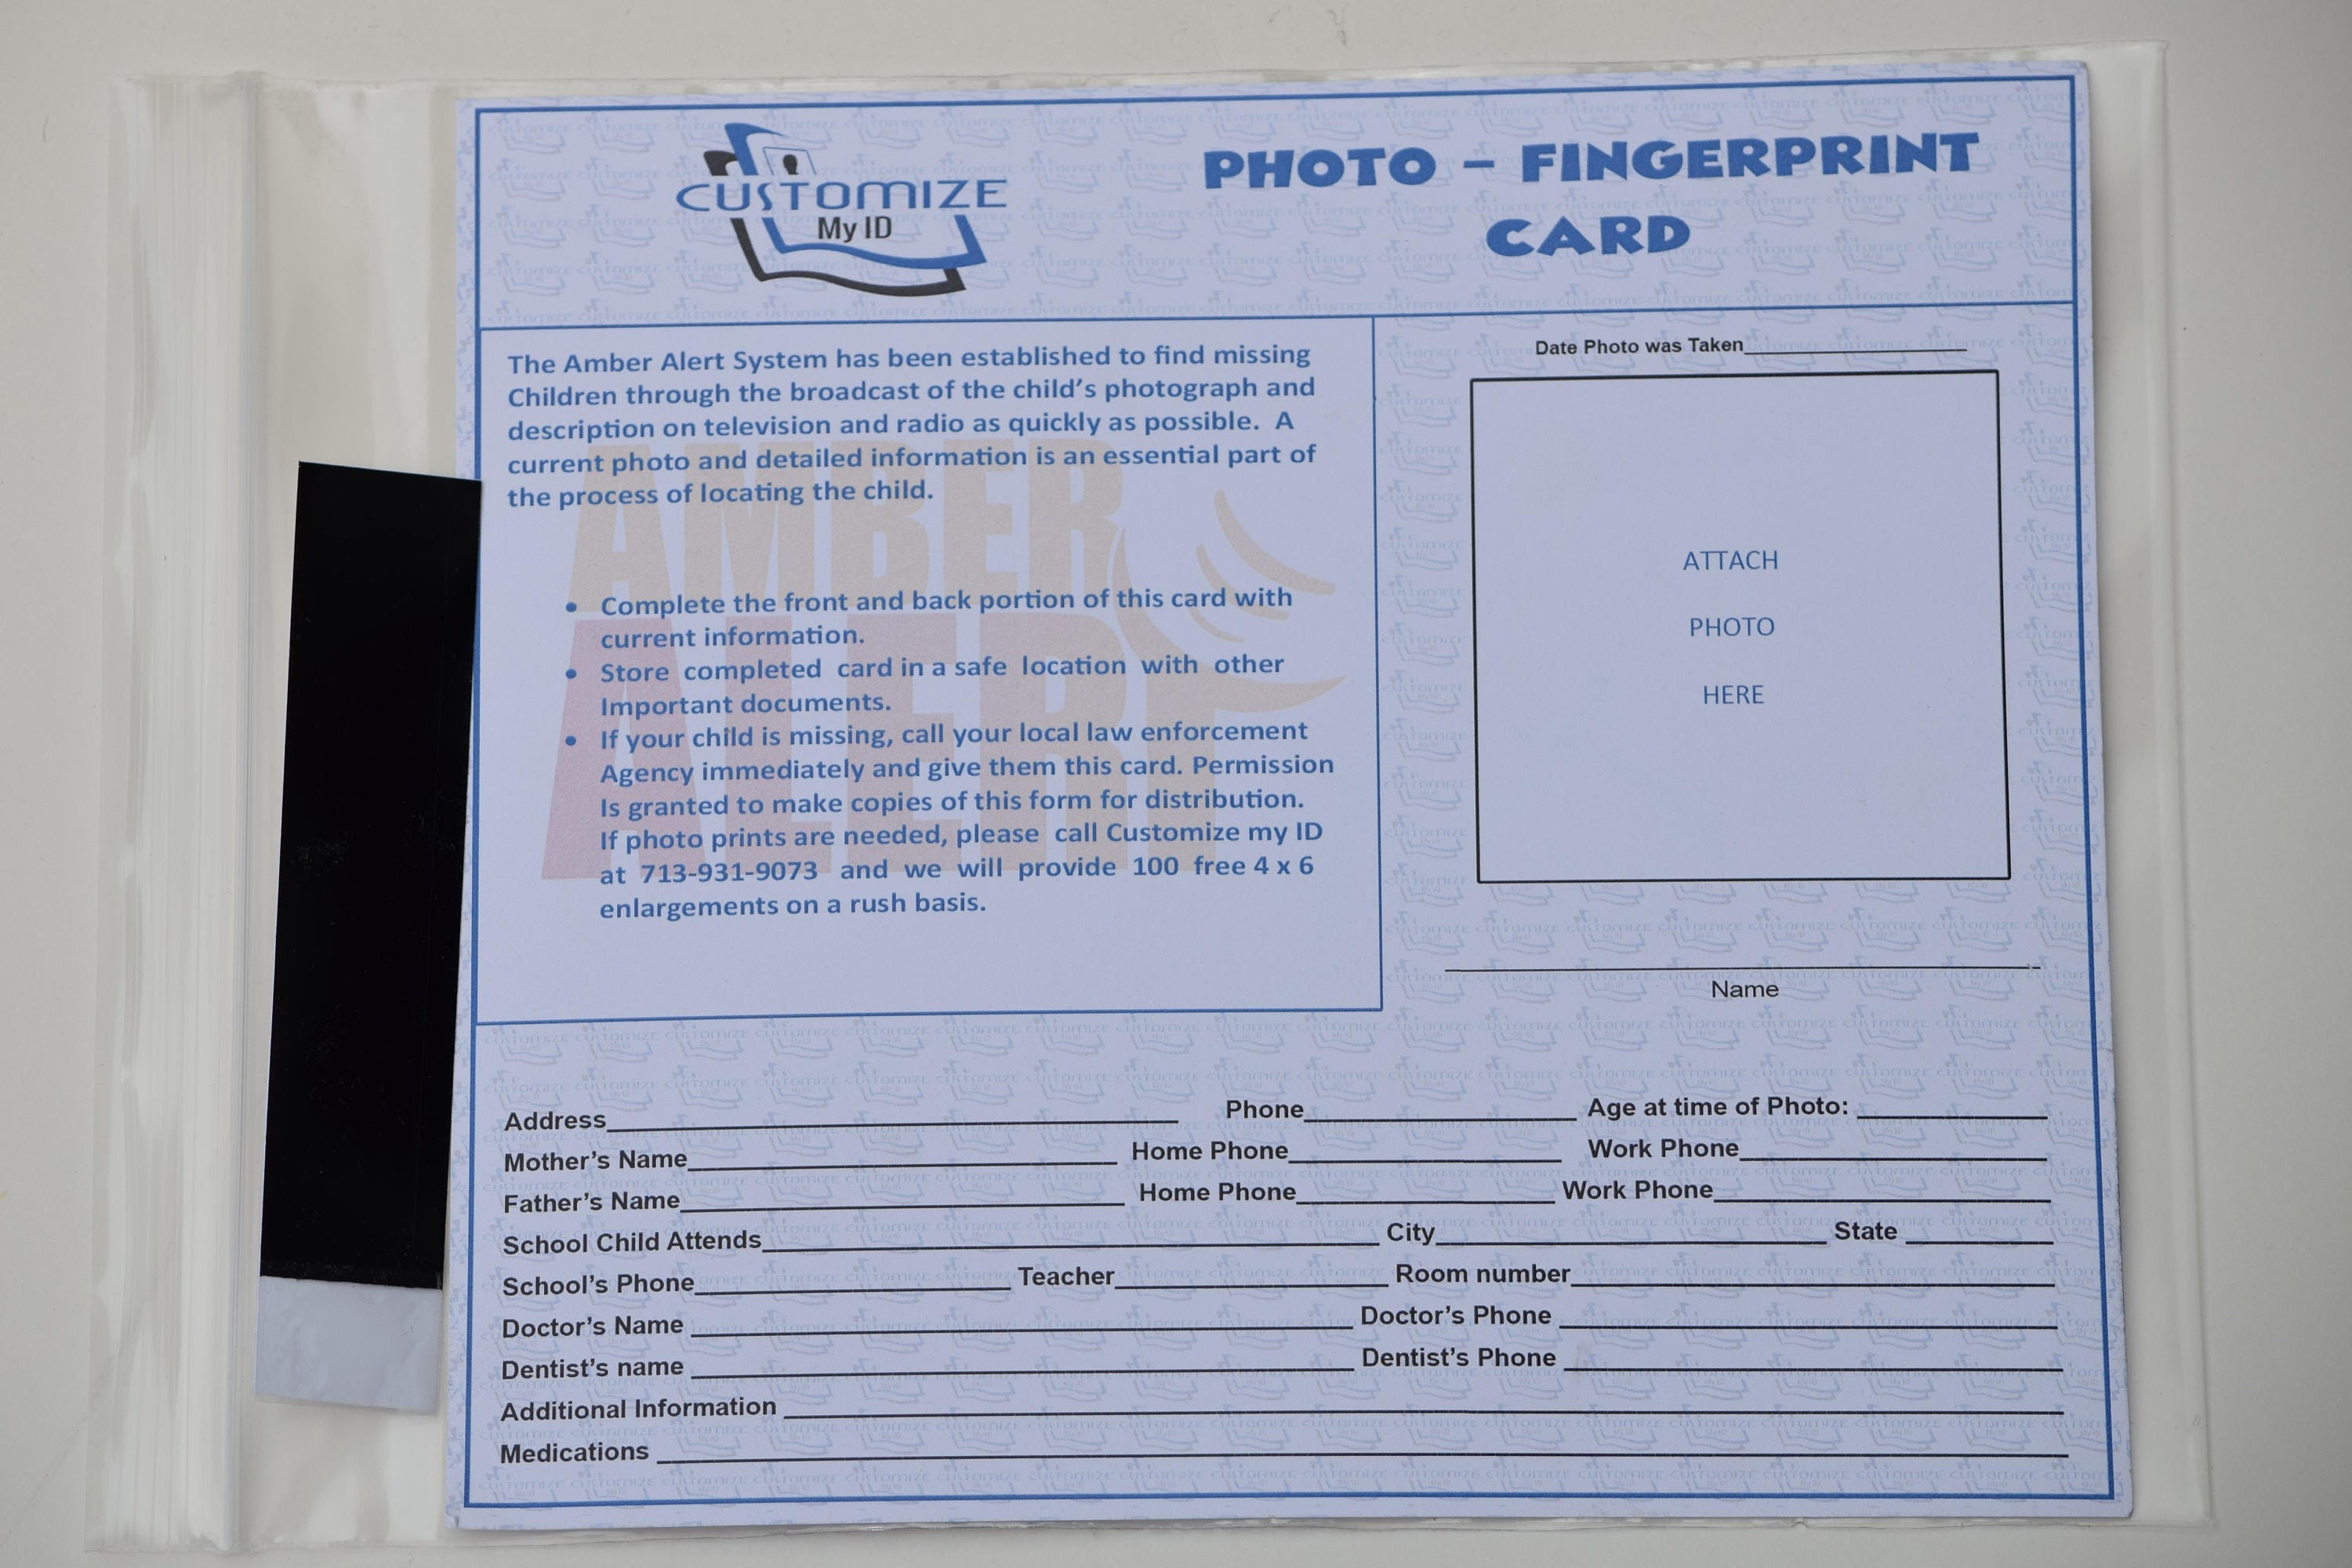 CUSTOMIZE
My ID
PHOTO – FINGERPRINT
CARD
The Amber Alert System has been established to find missing
Children through the broadcast of the child’s photograph and
description on television and radio as quickly as possible. A
current photo and detailed information is an essential part of
the process of locating the child.
AMBER
ALERT
• Complete the front and back portion of this card with
current information.
• Store completed card in a safe location with other
Important documents.
• If your child is missing, call your local law enforcement
Agency immediately and give them this card. Permission
Is granted to make copies of this form for distribution.
If photo prints are needed, please call Customize my ID
at 713-931-9073 and we will provide 100 free 4 x 6
enlargements on a rush basis.
Date Photo was Taken
ATTACH
PHOTO
HERE
Name
Address Phone Age at time of Photo:
Mother’s Name Home Phone Work Phone
Father’s Name Home Phone Work Phone
School Child Attends City State
School’s Phone Teacher Room number
Doctor’s Name Doctor’s Phone
Dentist’s name Dentist’s Phone
Additional Information
Medications